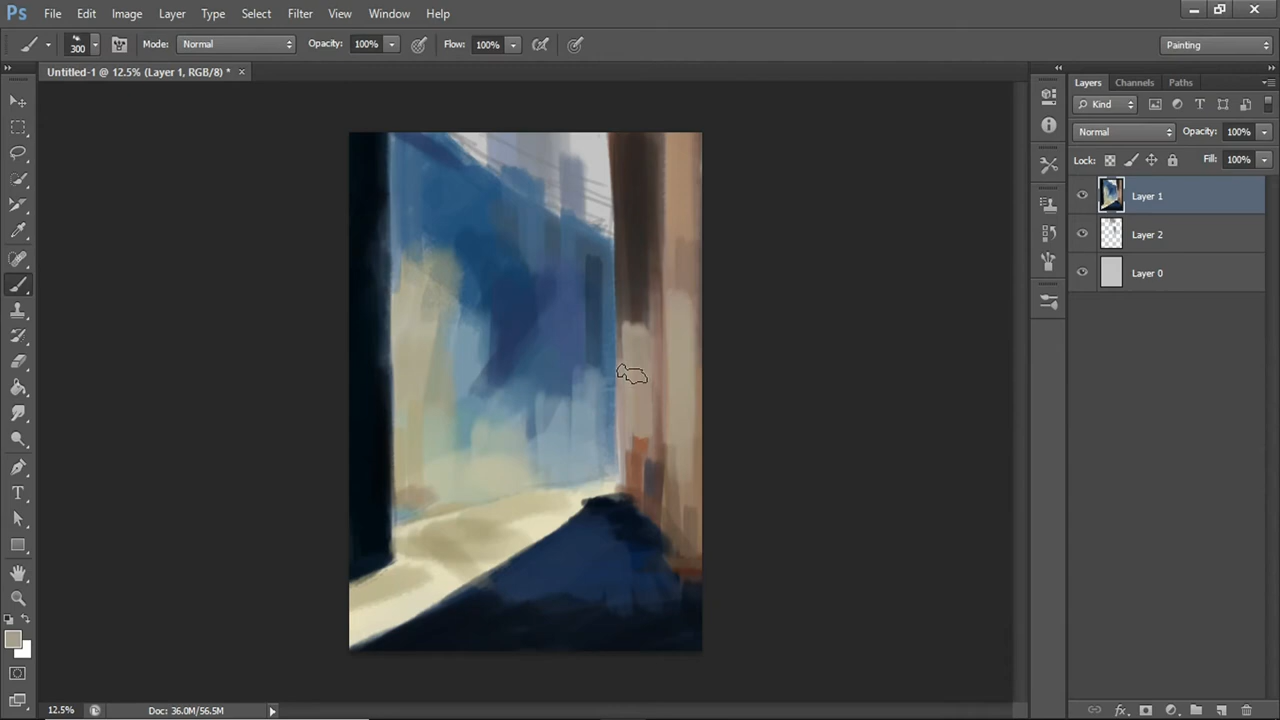 Ps File Edit Image Layer Type Select Filter View Window Help
300 Mode: Normal Opacity: 100% Flow: 100% Painting
Untitled-1 @ 12.5% (Layer 1, RGB/8) *
Layers Channels Paths
Kind
Normal Opacity: 100%
Lock: Fill: 100%
Layer 1
Layer 2
Layer 0
12.5% Doc: 36.0M/56.5M